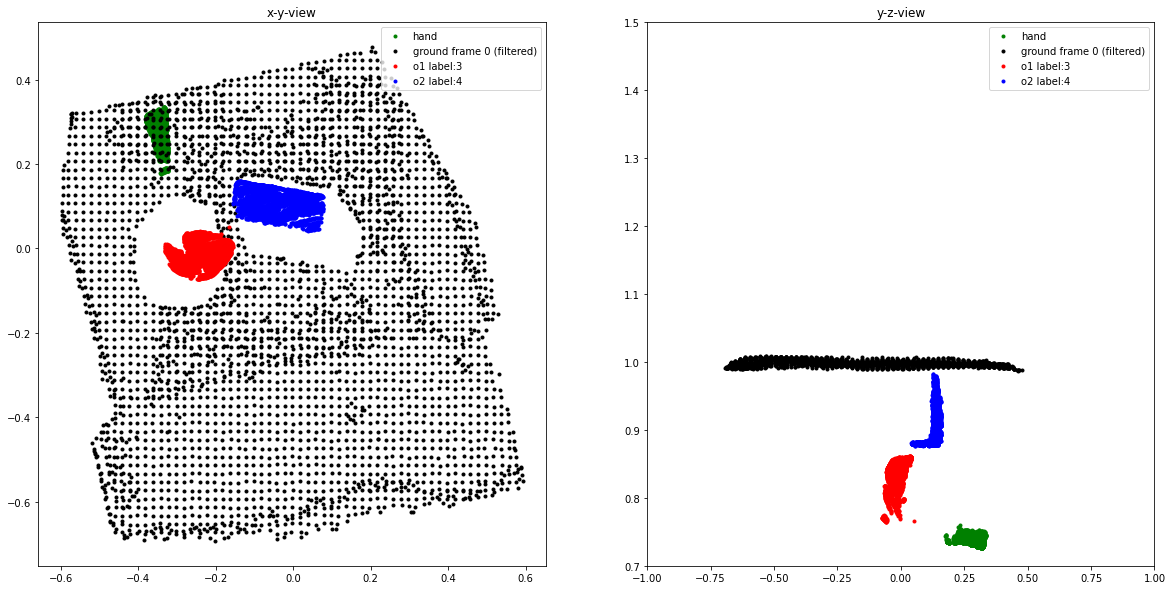 x-y-view
hand
ground frame 0 (filtered)
o1 label:3
o2 label:4
0.4
0.2
0.0
−0.2
−0.4
−0.6
−0.6 −0.4 −0.2 0.0 0.2 0.4 0.6
y-z-view
hand
ground frame 0 (filtered)
o1 label:3
o2 label:4
1.5
1.4
1.3
1.2
1.1
1.0
0.9
0.8
0.7
−1.00 −0.75 −0.50 −0.25 0.00 0.25 0.50 0.75 1.00